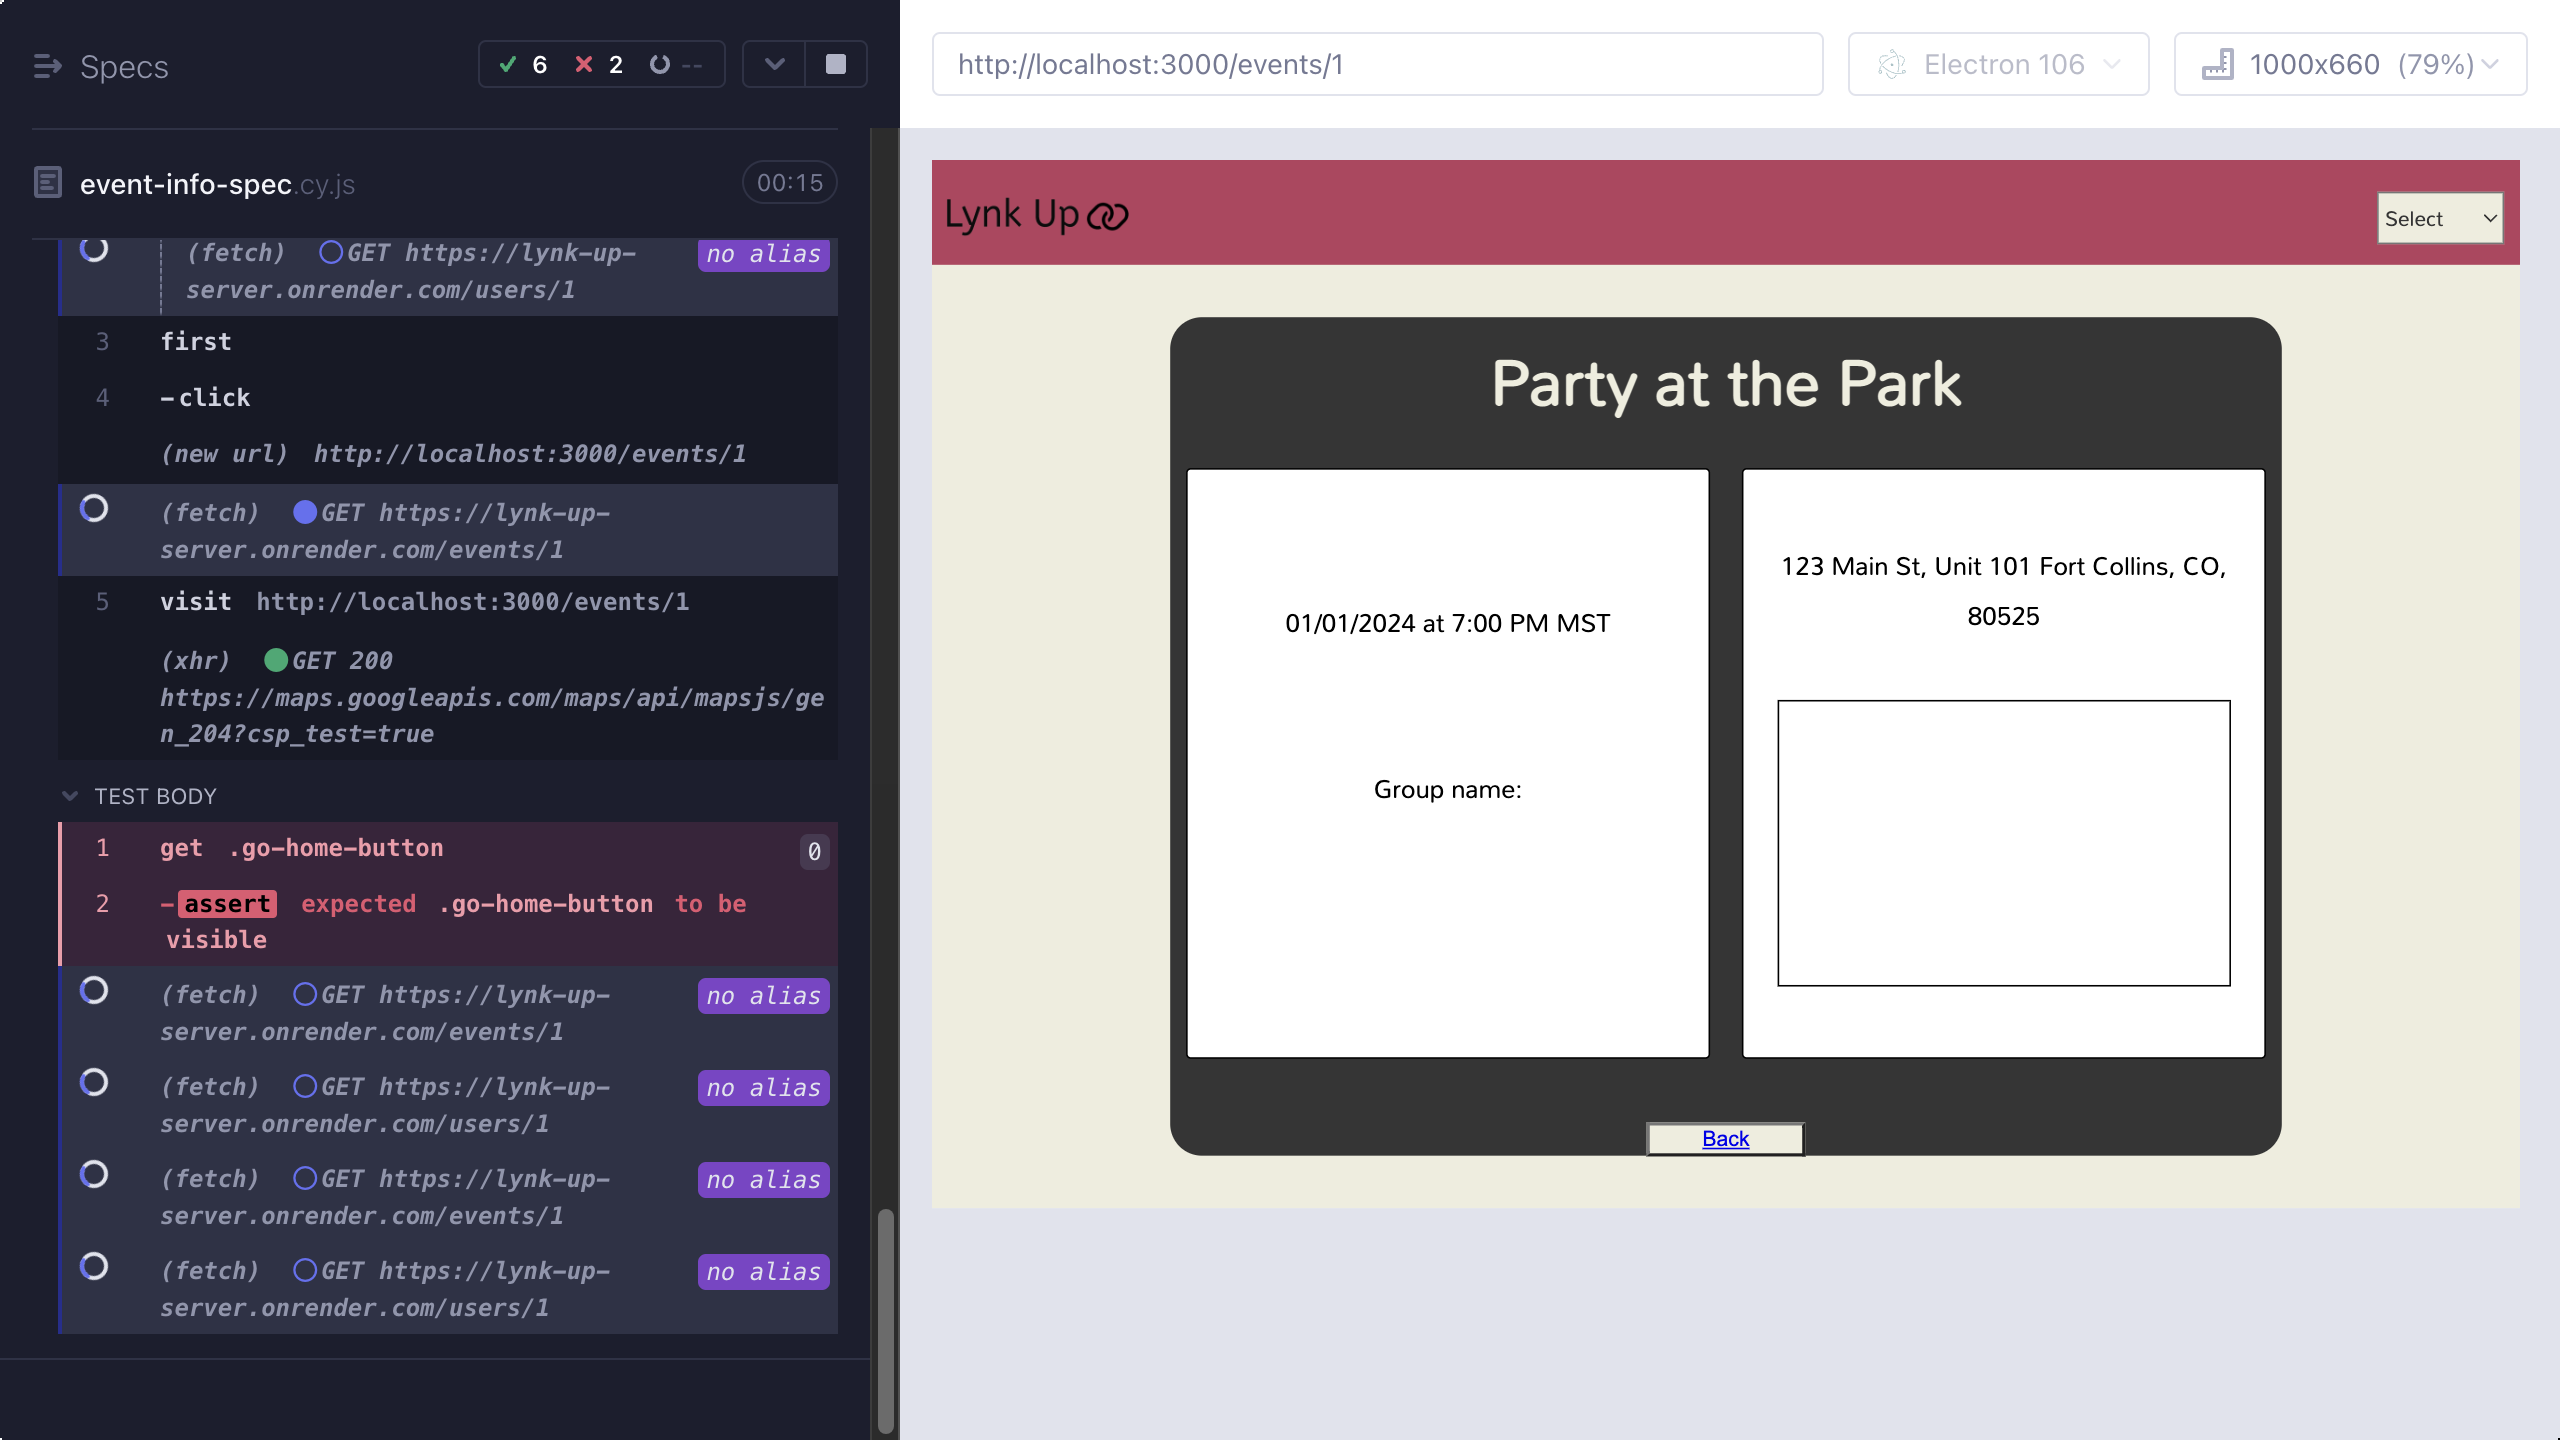 Specs
6 2 --
event-info-spec.cy.js
00:15
(fetch) GET https://lynk-up-
server.onrender.com/users/1
no alias
3 first
4 -click
(new url) http://localhost:3000/events/1
(fetch) GET https://lynk-up-
server.onrender.com/events/1
5 visit http://localhost:3000/events/1
(xhr) GET 200
https://maps.googleapis.com/maps/api/mapsjs/ge
n_204?csp_test=true
TEST BODY
1 get .go-home-button 0
2 -assert expected .go-home-button to be
visible
(fetch) GET https://lynk-up-
server.onrender.com/events/1
no alias
(fetch) GET https://lynk-up-
server.onrender.com/users/1
no alias
(fetch) GET https://lynk-up-
server.onrender.com/events/1
no alias
(fetch) GET https://lynk-up-
server.onrender.com/users/1
no alias
http://localhost:3000/events/1
Electron 106
1000x660 (79%)
Lynk Up
Select
Party at the Park
01/01/2024 at 7:00 PM MST
Group name:
123 Main St, Unit 101 Fort Collins, CO,
80525
Back